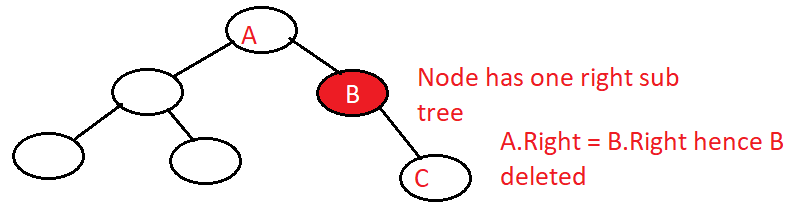 A
B
Node has one right sub
tree
A.Right = B.Right hence B
deleted
C